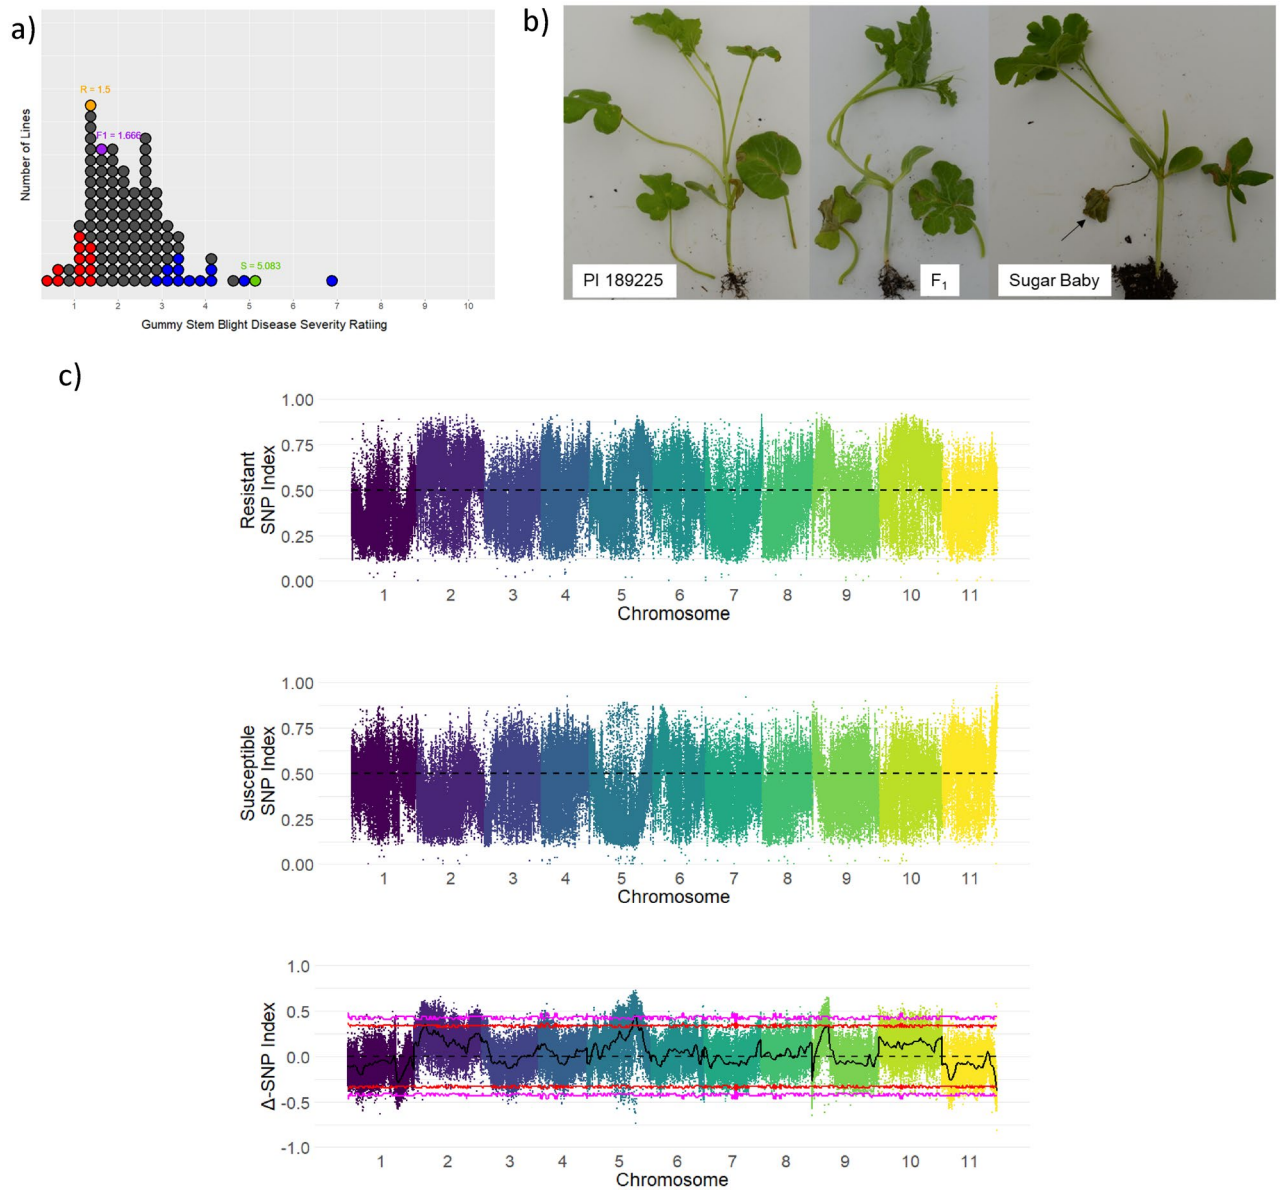 a)
R = 1.5
F1 = 1.666
S = 5.083
Number of Lines
1 2 3 4 5 6 7 8 9 10
Gummy Stem Blight Disease Severity Ratiing
b)
PI 189225
F1
Sugar Baby
c)
Resistant
SNP Index
1.00
0.75
0.50
0.25
0.00
1 2 3 4 5 6 7 8 9 10 11
Chromosome
Susceptible
SNP Index
1.00
0.75
0.50
0.25
0.00
1 2 3 4 5 6 7 8 9 10 11
Chromosome
Δ-SNP Index
1.0
0.5
0.0
-0.5
-1.0
1 2 3 4 5 6 7 8 9 10 11
Chromosome